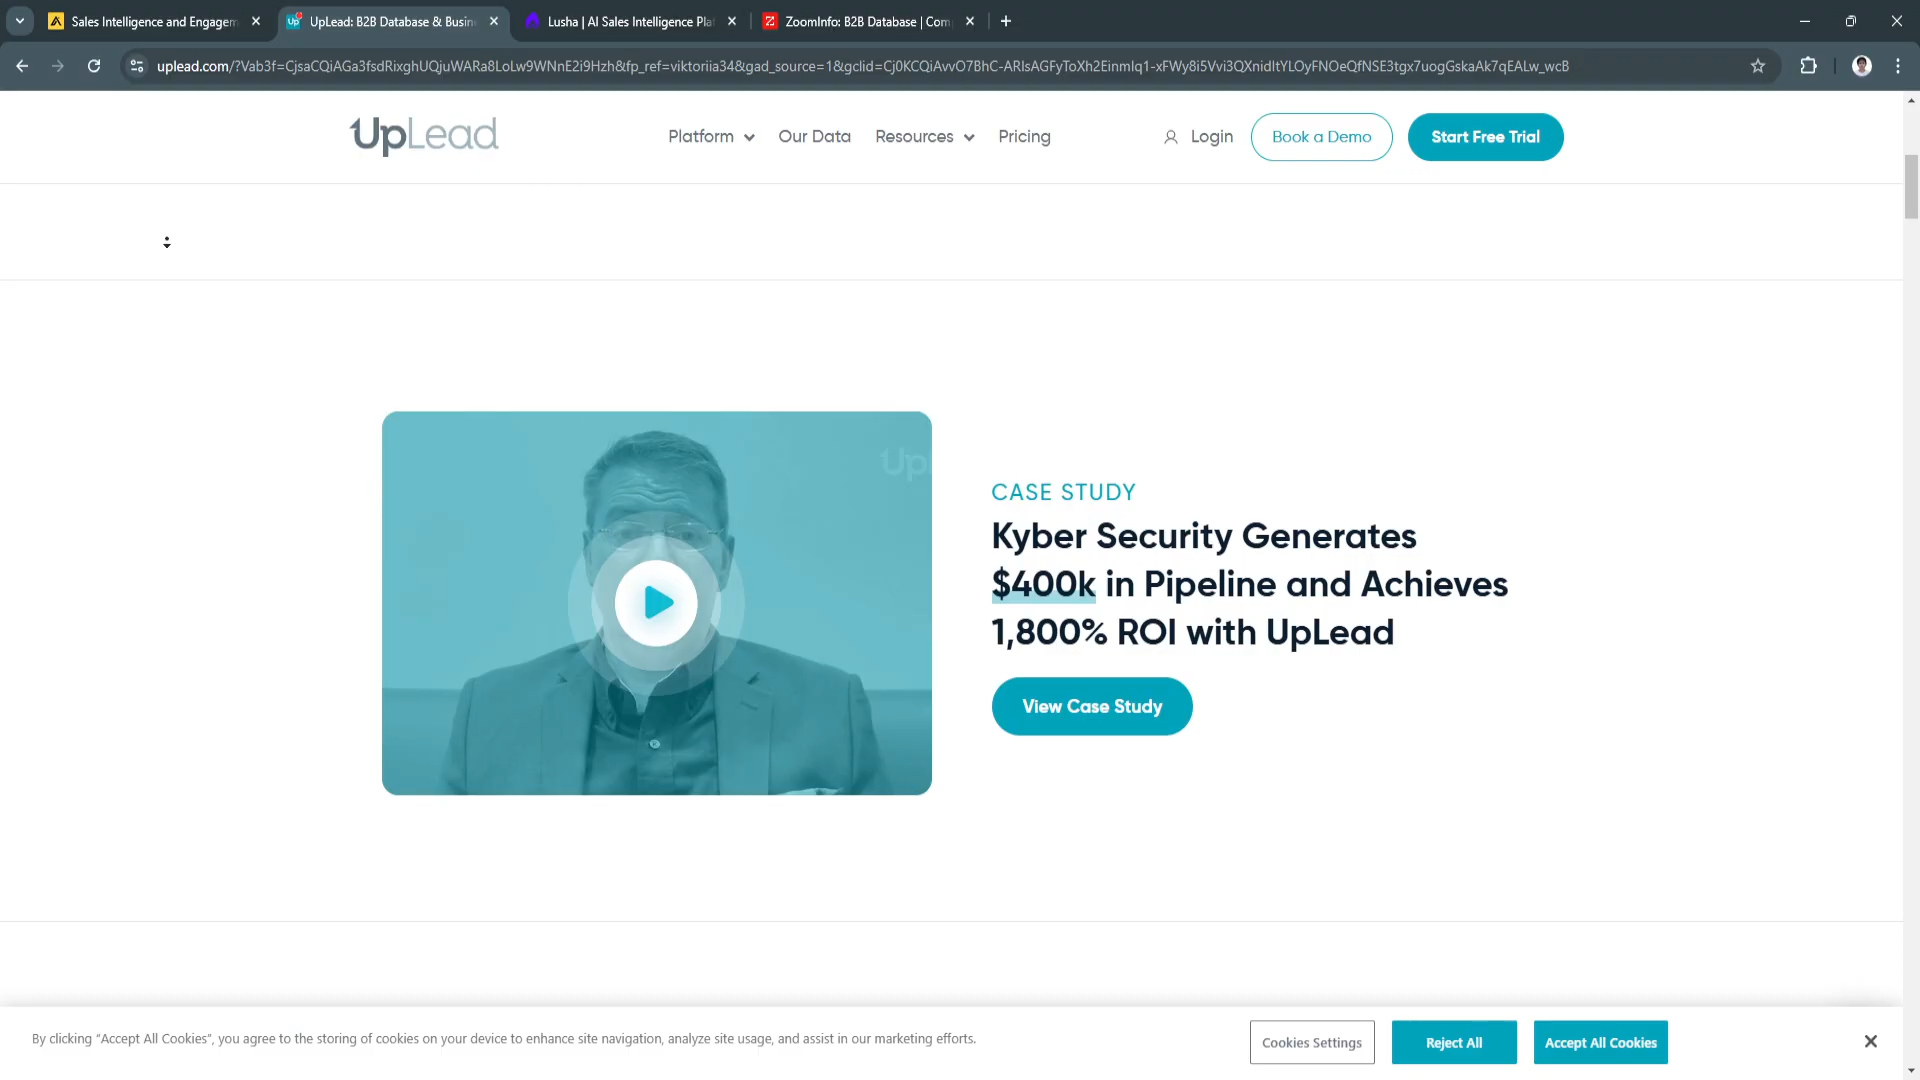 Sales Intelligence and Engagem
UpLead: B2B Database & Busin
Lusha | AI Sales Intelligence Pla
ZoomInfo: B2B Database | Com
uplead.com/?Vab3f=CjsaCQiAGa3fsdRixghUQjuWARa8LoLw9WNnE2i9Hzh&fp_ref=viktoriia34&gad_source=1&gclid=Cj0KCQiAvvO7BhC-ARIsAGFyToXh2EinmIq1-xFWy8i5Vvi3QXnidItYLOyFNOeQfNSE3tgx7uogGskaAk7qEALw_wcB
UpLead
Platform
Our Data
Resources
Pricing
Login
Book a Demo
Start Free Trial
Up
CASE STUDY
Kyber Security Generates
$400k in Pipeline and Achieves
1,800% ROI with UpLead
View Case Study
By clicking “Accept All Cookies”, you agree to the storing of cookies on your device to enhance site navigation, analyze site usage, and assist in our marketing efforts.
Cookies Settings
Reject All
Accept All Cookies